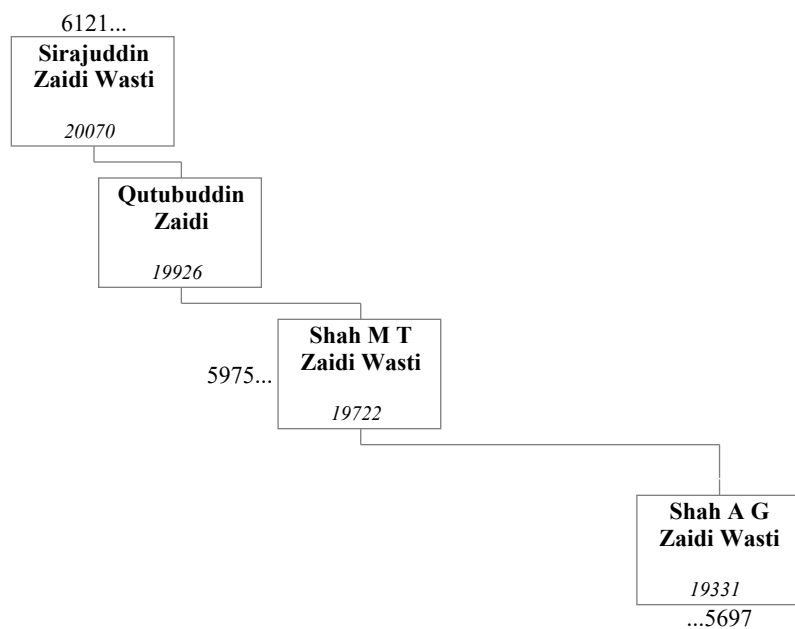 6121...
Sirajuddin
Zaidi Wasti
20070
Qutubuddin
Zaidi
19926
Shah M T
Zaidi Wasti
5975...
19722
Shah A G
Zaidi Wasti
19331
...5697